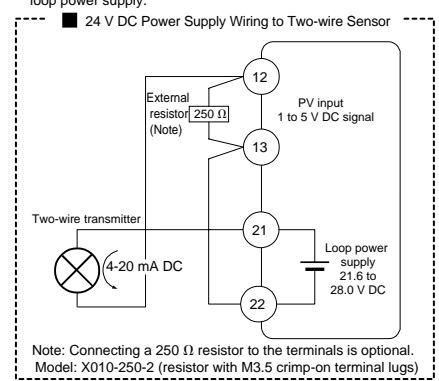 loop power supply.
■ 24 V DC Power Supply Wiring to Two-wire Sensor
12
External
resistor 250 Ω
(Note)
PV input
1 to 5 V DC signal
13
Two-wire transmitter
21
4-20 mA DC
Loop power
supply
21.6 to
28.0 V DC
22
Note: Connecting a 250 Ω resistor to the terminals is optional.
Model: X010-250-2 (resistor with M3.5 crimp-on terminal lugs)